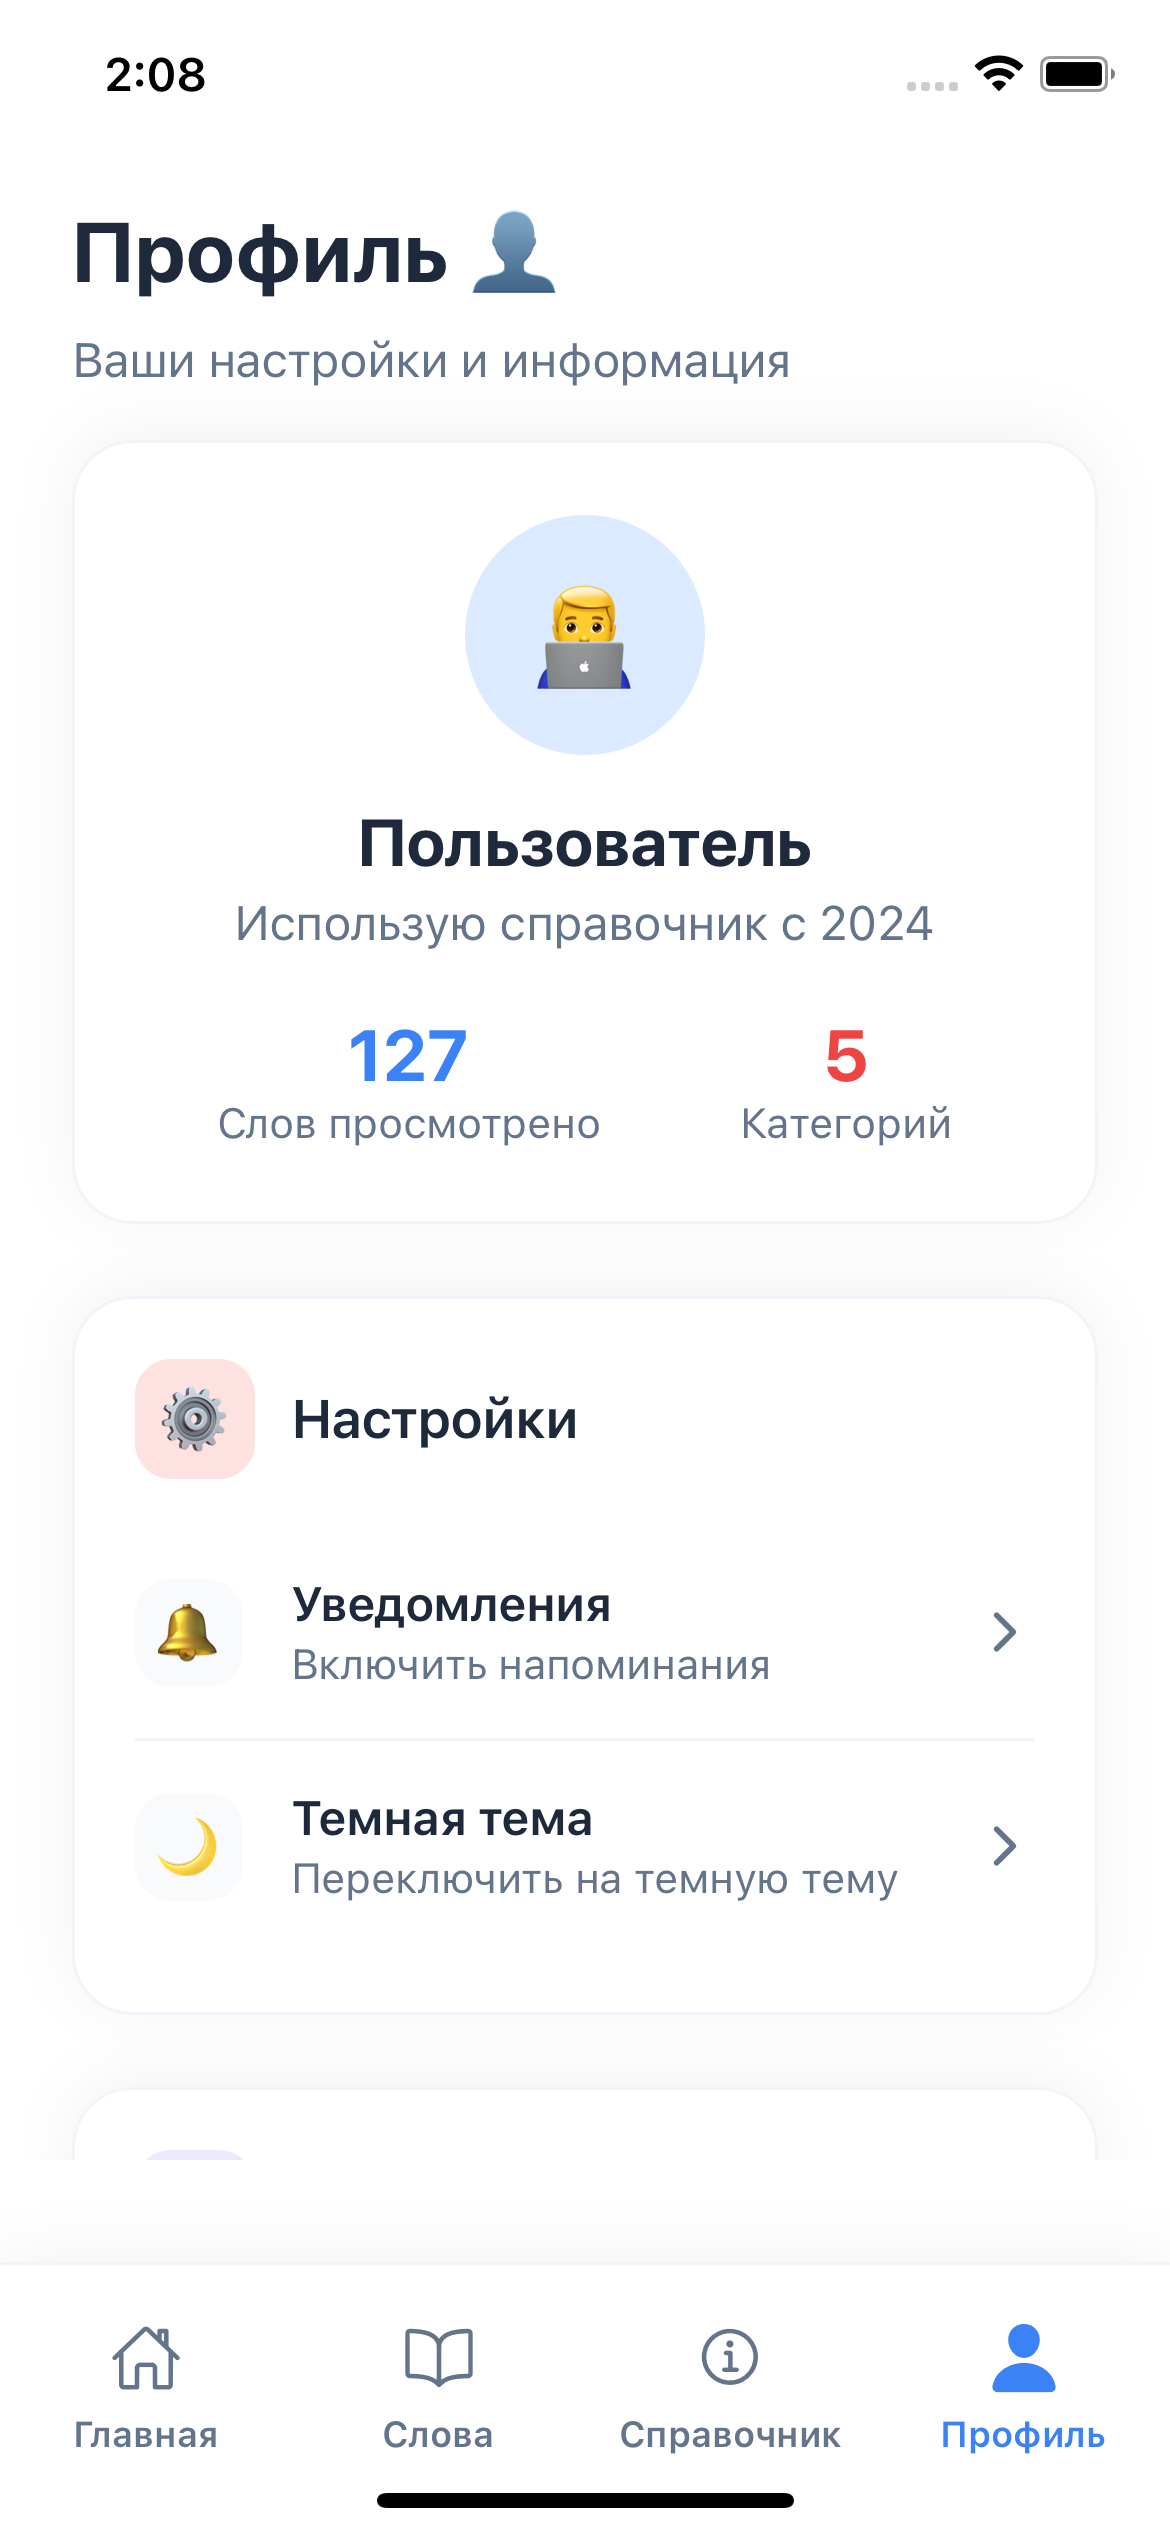 2:08
Профиль
Ваши настройки и информация
Пользователь
Использую справочник с 2024
127
5
Слов просмотрено
Категорий
Настройки
Уведомления
Включить напоминания
Темная тема
Переключить на темную тему
Главная
Слова
Справочник
Профиль